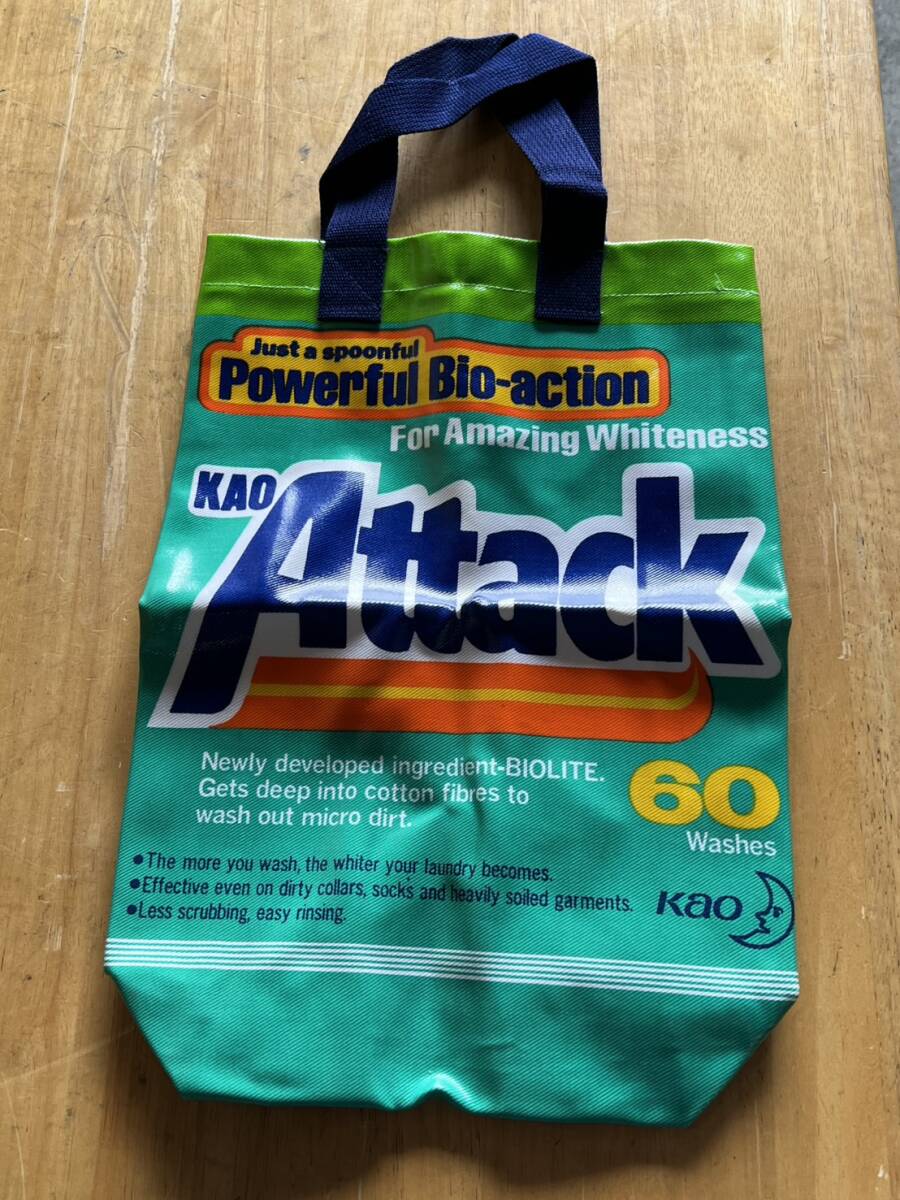 Just a spoonful
Powerful Bio-action
For Amazing Whiteness
KAO
Attack
Newly developed ingredient-BIOLITE.
Gets deep into cotton fibres to
wash out micro dirt.
60
Washes
•The more you wash, the whiter your laundry becomes.
•Effective even on dirty collars, socks and heavily soiled garments.
•Less scrubbing, easy rinsing.
Kao